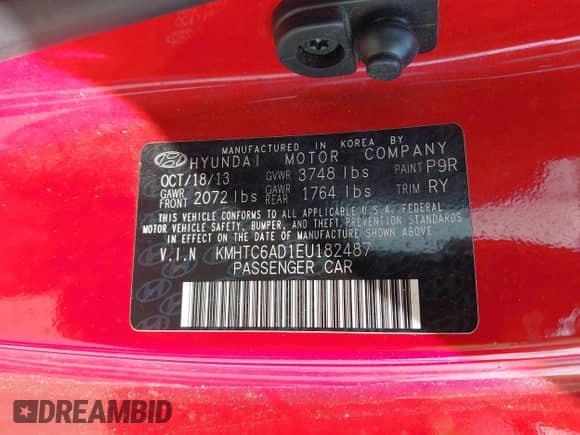 MANUFACTURED IN KOREA BY
HYUNDAI MOTOR COMPANY
OCT/18/13 GVWR 3748 lbs PAINT P9R
GAWR FRONT 2072 lbs GAWR REAR 1764 lbs TRIM RY
THIS VEHICLE CONFORMS TO ALL APPLICABLE U.S.A. FEDERAL
MOTOR VEHICLE SAFETY, BUMPER, AND THEFT PREVENTION STANDARDS
IN EFFECT ON THE DATE OF MANUFACTURE SHOWN ABOVE.
V.I.N KMHTC6AD1EU182487
PASSENGER CAR
DREAMBID